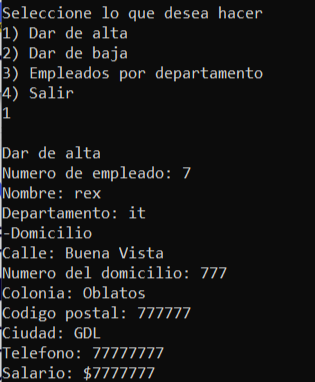 Seleccione lo que desea hacer
1) Dar de alta
2) Dar de baja
3) Empleados por departamento
4) Salir
1
Dar de alta
Numero de empleado: 7
Nombre: rex
Departamento: it
-Domicilio
Calle: Buena Vista
Numero del domicilio: 777
Colonia: Oblatos
Codigo postal: 777777
Ciudad: GDL
Telefono: 77777777
Salario: $7777777